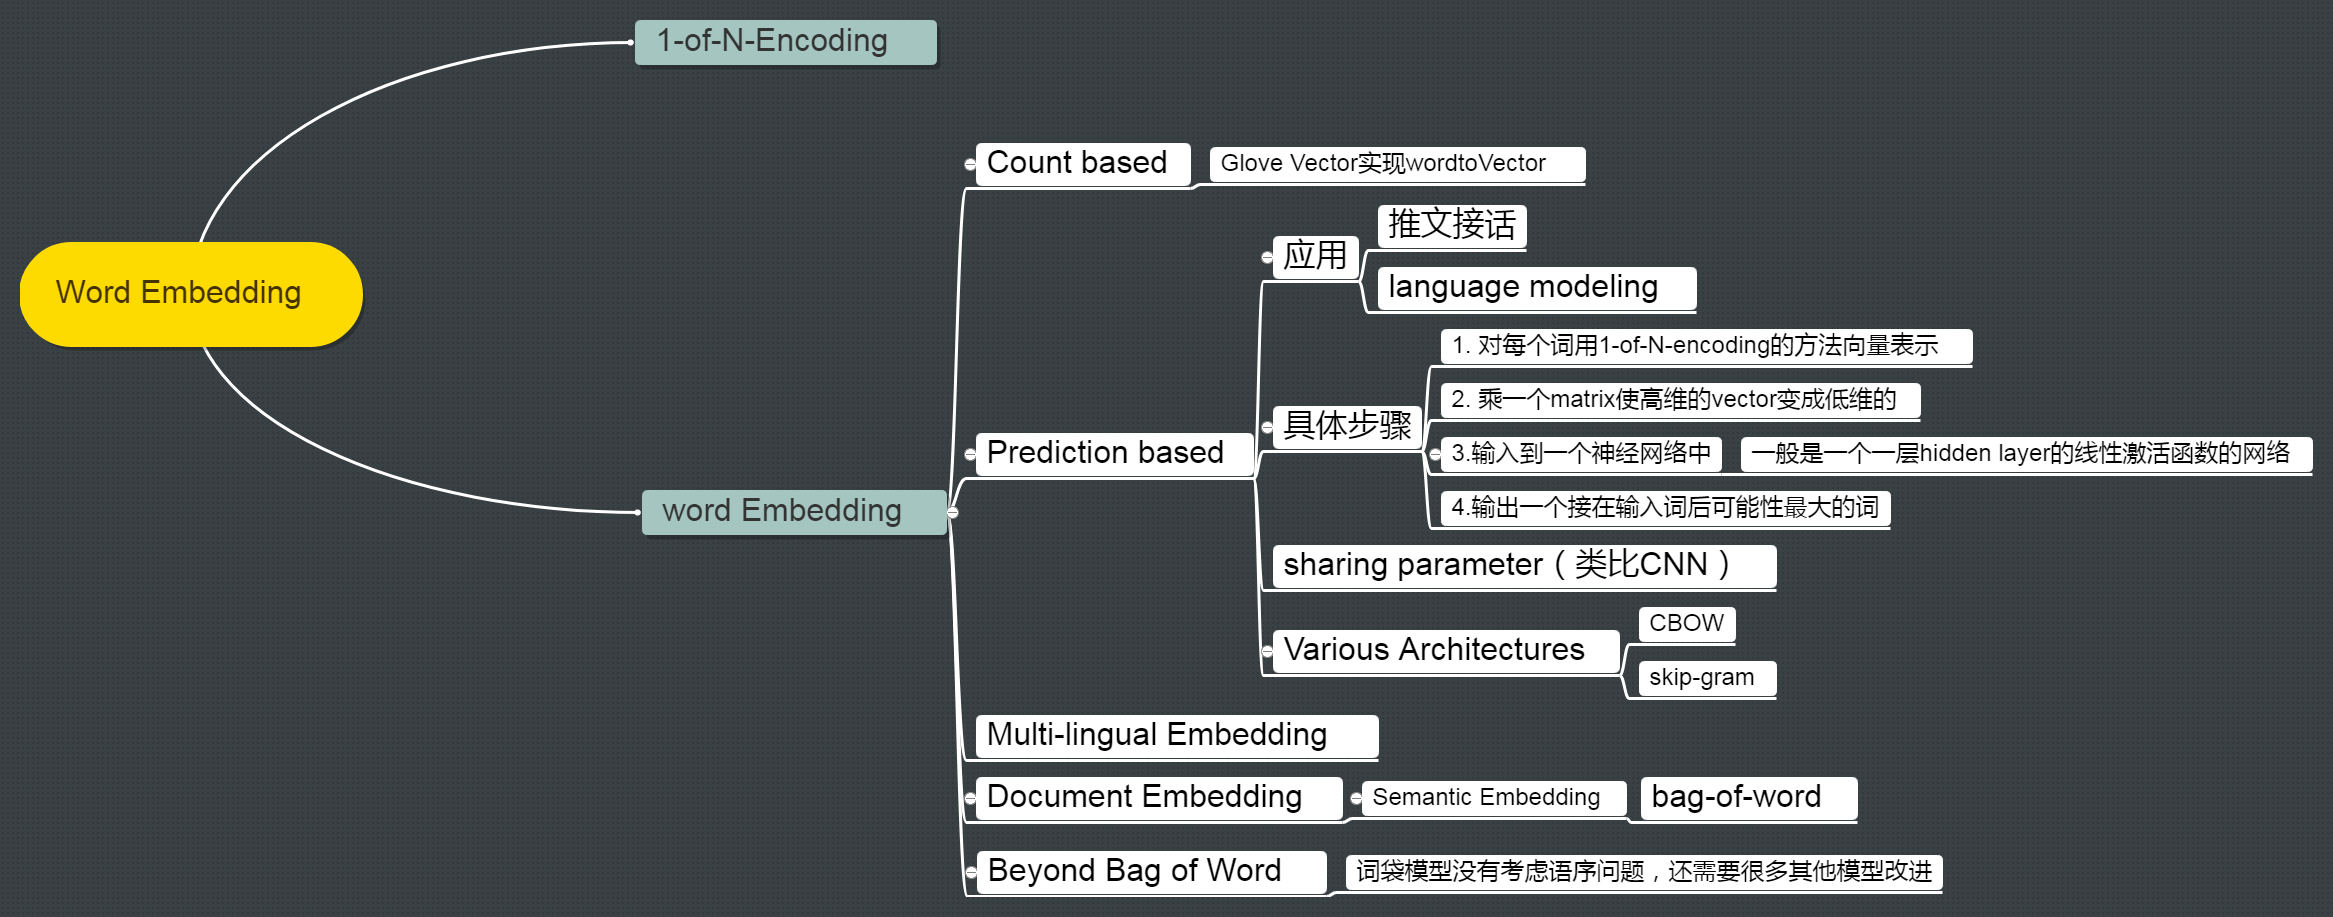 1-of-N-Encoding
Word Embedding
word Embedding
Count based
Glove Vector实现wordtoVector
Prediction based
应用
推文接话
language modeling
具体步骤
1. 对每个词用1-of-N-encoding的方法向量表示
2. 乘一个matrix使高维的vector变成低维的
3.输入到一个神经网络中
一般是一个一层hidden layer的线性激活函数的网络
4.输出一个接在输入词后可能性最大的词
sharing parameter（类比CNN）
Various Architectures
CBOW
skip-gram
Multi-lingual Embedding
Document Embedding
Semantic Embedding
bag-of-word
Beyond Bag of Word
词袋模型没有考虑语序问题，还需要很多其他模型改进